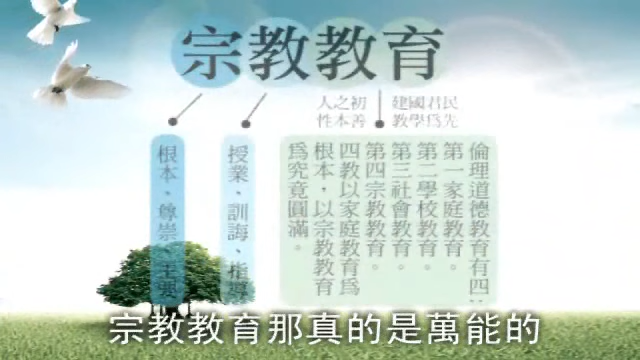 宗教教育
人之初
性本善
建國君民
教學為先
根本、尊崇、主要
授業、訓誨、指導
倫理道德教育有四：
第一家庭教育。
第二學校教育。
第三社會教育。
第四宗教教育。
四教以家庭教育為
根本，以宗教教育
為究竟圓滿。
宗教教育那真的是萬能的